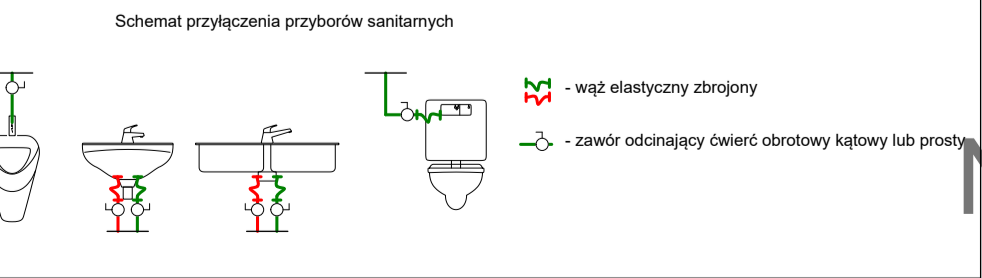 Schemat przyłączenia przyborów sanitarnych
- wąż elastyczny zbrojony
- zawór odcinający ćwierć obrotowy kątowy lub prosty